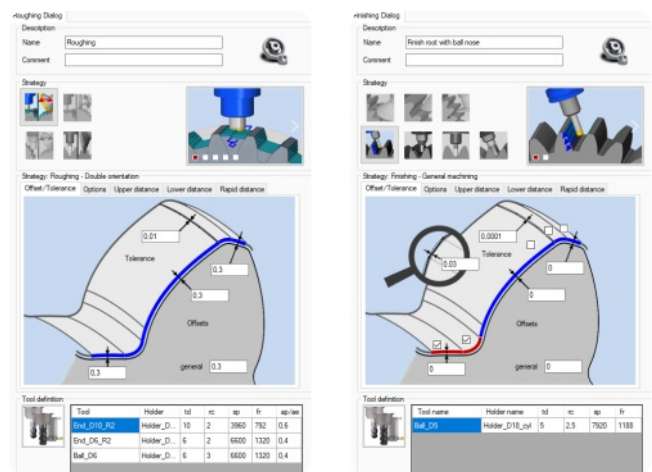 Roughing Dialog
Description
Name Roughing
Comment
Strategy
Strategy: Roughing - Double orientation
Offset/Tolerance Options Upper distance Lower distance Rapid distance
0.01
Tolerance
0.3
0.3
Offsets
0.3
general 0.3
Tool definition
Tool Holder td rc sp fr ap/ae
End_D10_R2 Holder_D... 10 2 3960 792 0.6
End_D6_R2 Holder_D... 6 2 6600 1320 0.4
Ball_D6 Holder_D... 6 3 6600 1320 0.4
Finishing Dialog
Description
Name Finish root with ball nose
Comment
Strategy
Strategy: Finishing - General machining
Offset/Tolerance Options Upper distance Lower distance Rapid distance
0.0001
Tolerance
0.03
0
0
Offsets
0
general 0
Tool definition
Tool name Holder name td rc sp fr
Ball_D5 Holder_D18_cyl 5 2.5 7920 1188